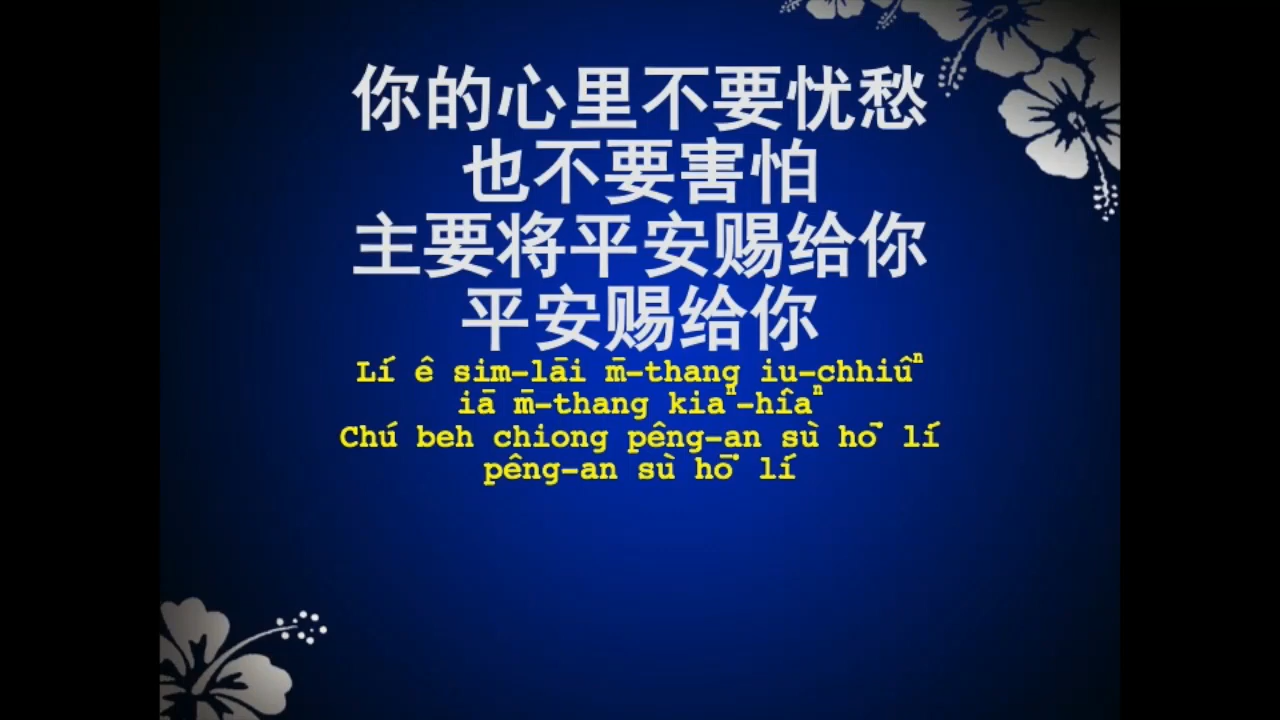 你的心里不要忧愁
也不要害怕
主要将平安赐给你
平安赐给你
Lí ê sim-lāi m̄-thang iu-chhiûⁿ
iā m̄-thang kiaⁿ-hîaⁿ
Chú beh chiong pêng-an sù hō͘ lí
pêng-an sù hō͘ lí